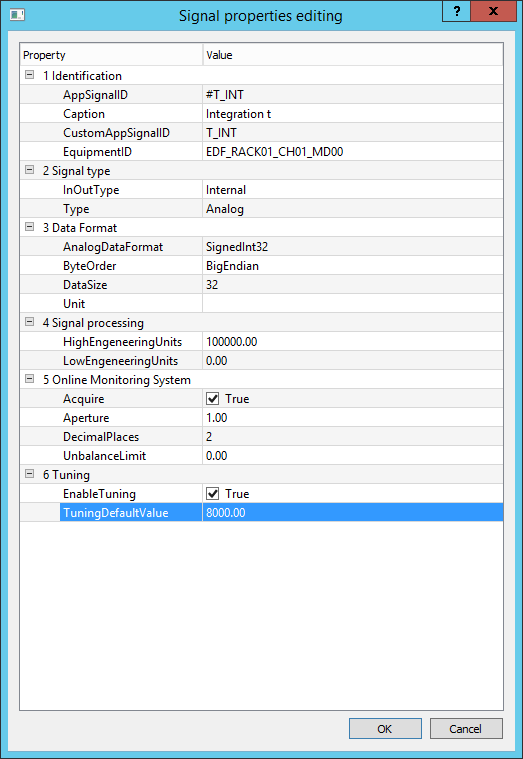 Signal properties editing
?
x
Property Value
1 Identification
AppSignalID #T_INT
Caption Integration t
CustomAppSignalID T_INT
EquipmentID EDF_RACK01_CH01_MD00
2 Signal type
InOutType Internal
Type Analog
3 Data Format
AnalogDataFormat SignedInt32
ByteOrder BigEndian
DataSize 32
Unit
4 Signal processing
HighEngeneeringUnits 100000.00
LowEngeneeringUnits 0.00
5 Online Monitoring System
Acquire True
Aperture 1.00
DecimalPlaces 2
UnbalanceLimit 0.00
6 Tuning
EnableTuning True
TuningDefaultValue 8000.00
OK Cancel